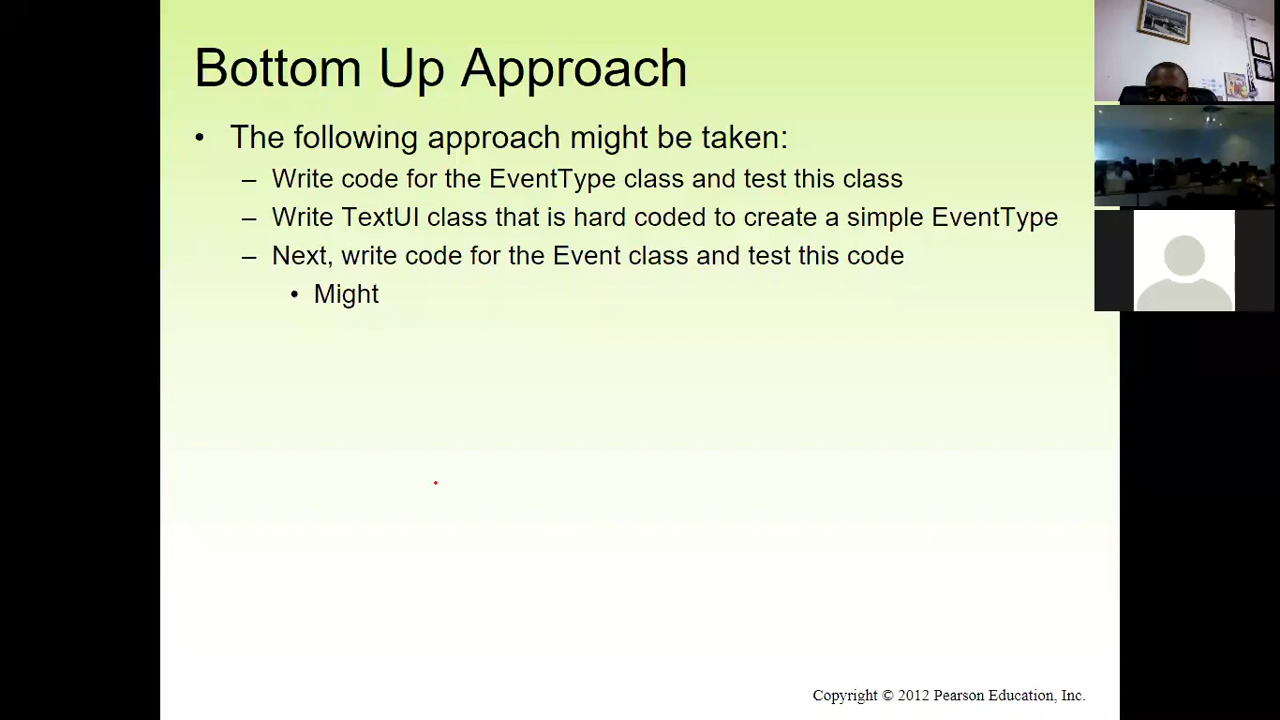 Bottom Up Approach
• The following approach might be taken:
– Write code for the EventType class and test this class
– Write TextUI class that is hard coded to create a simple EventType
– Next, write code for the Event class and test this code
• Might
Copyright © 2012 Pearson Education, Inc.